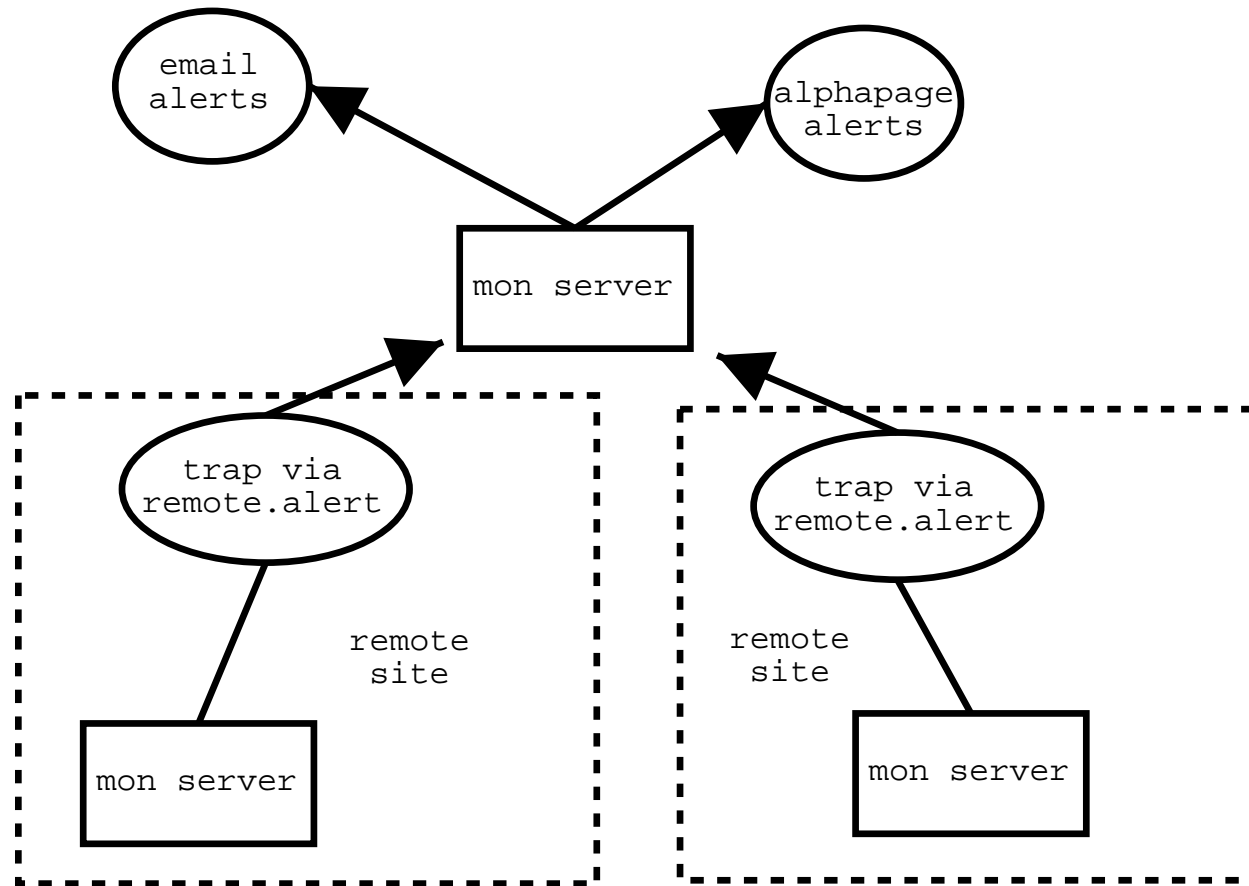 email
alerts
alphapage
alerts
mon server
trap via
remote.alert
trap via
remote.alert
remote
site
remote
site
mon server
mon server